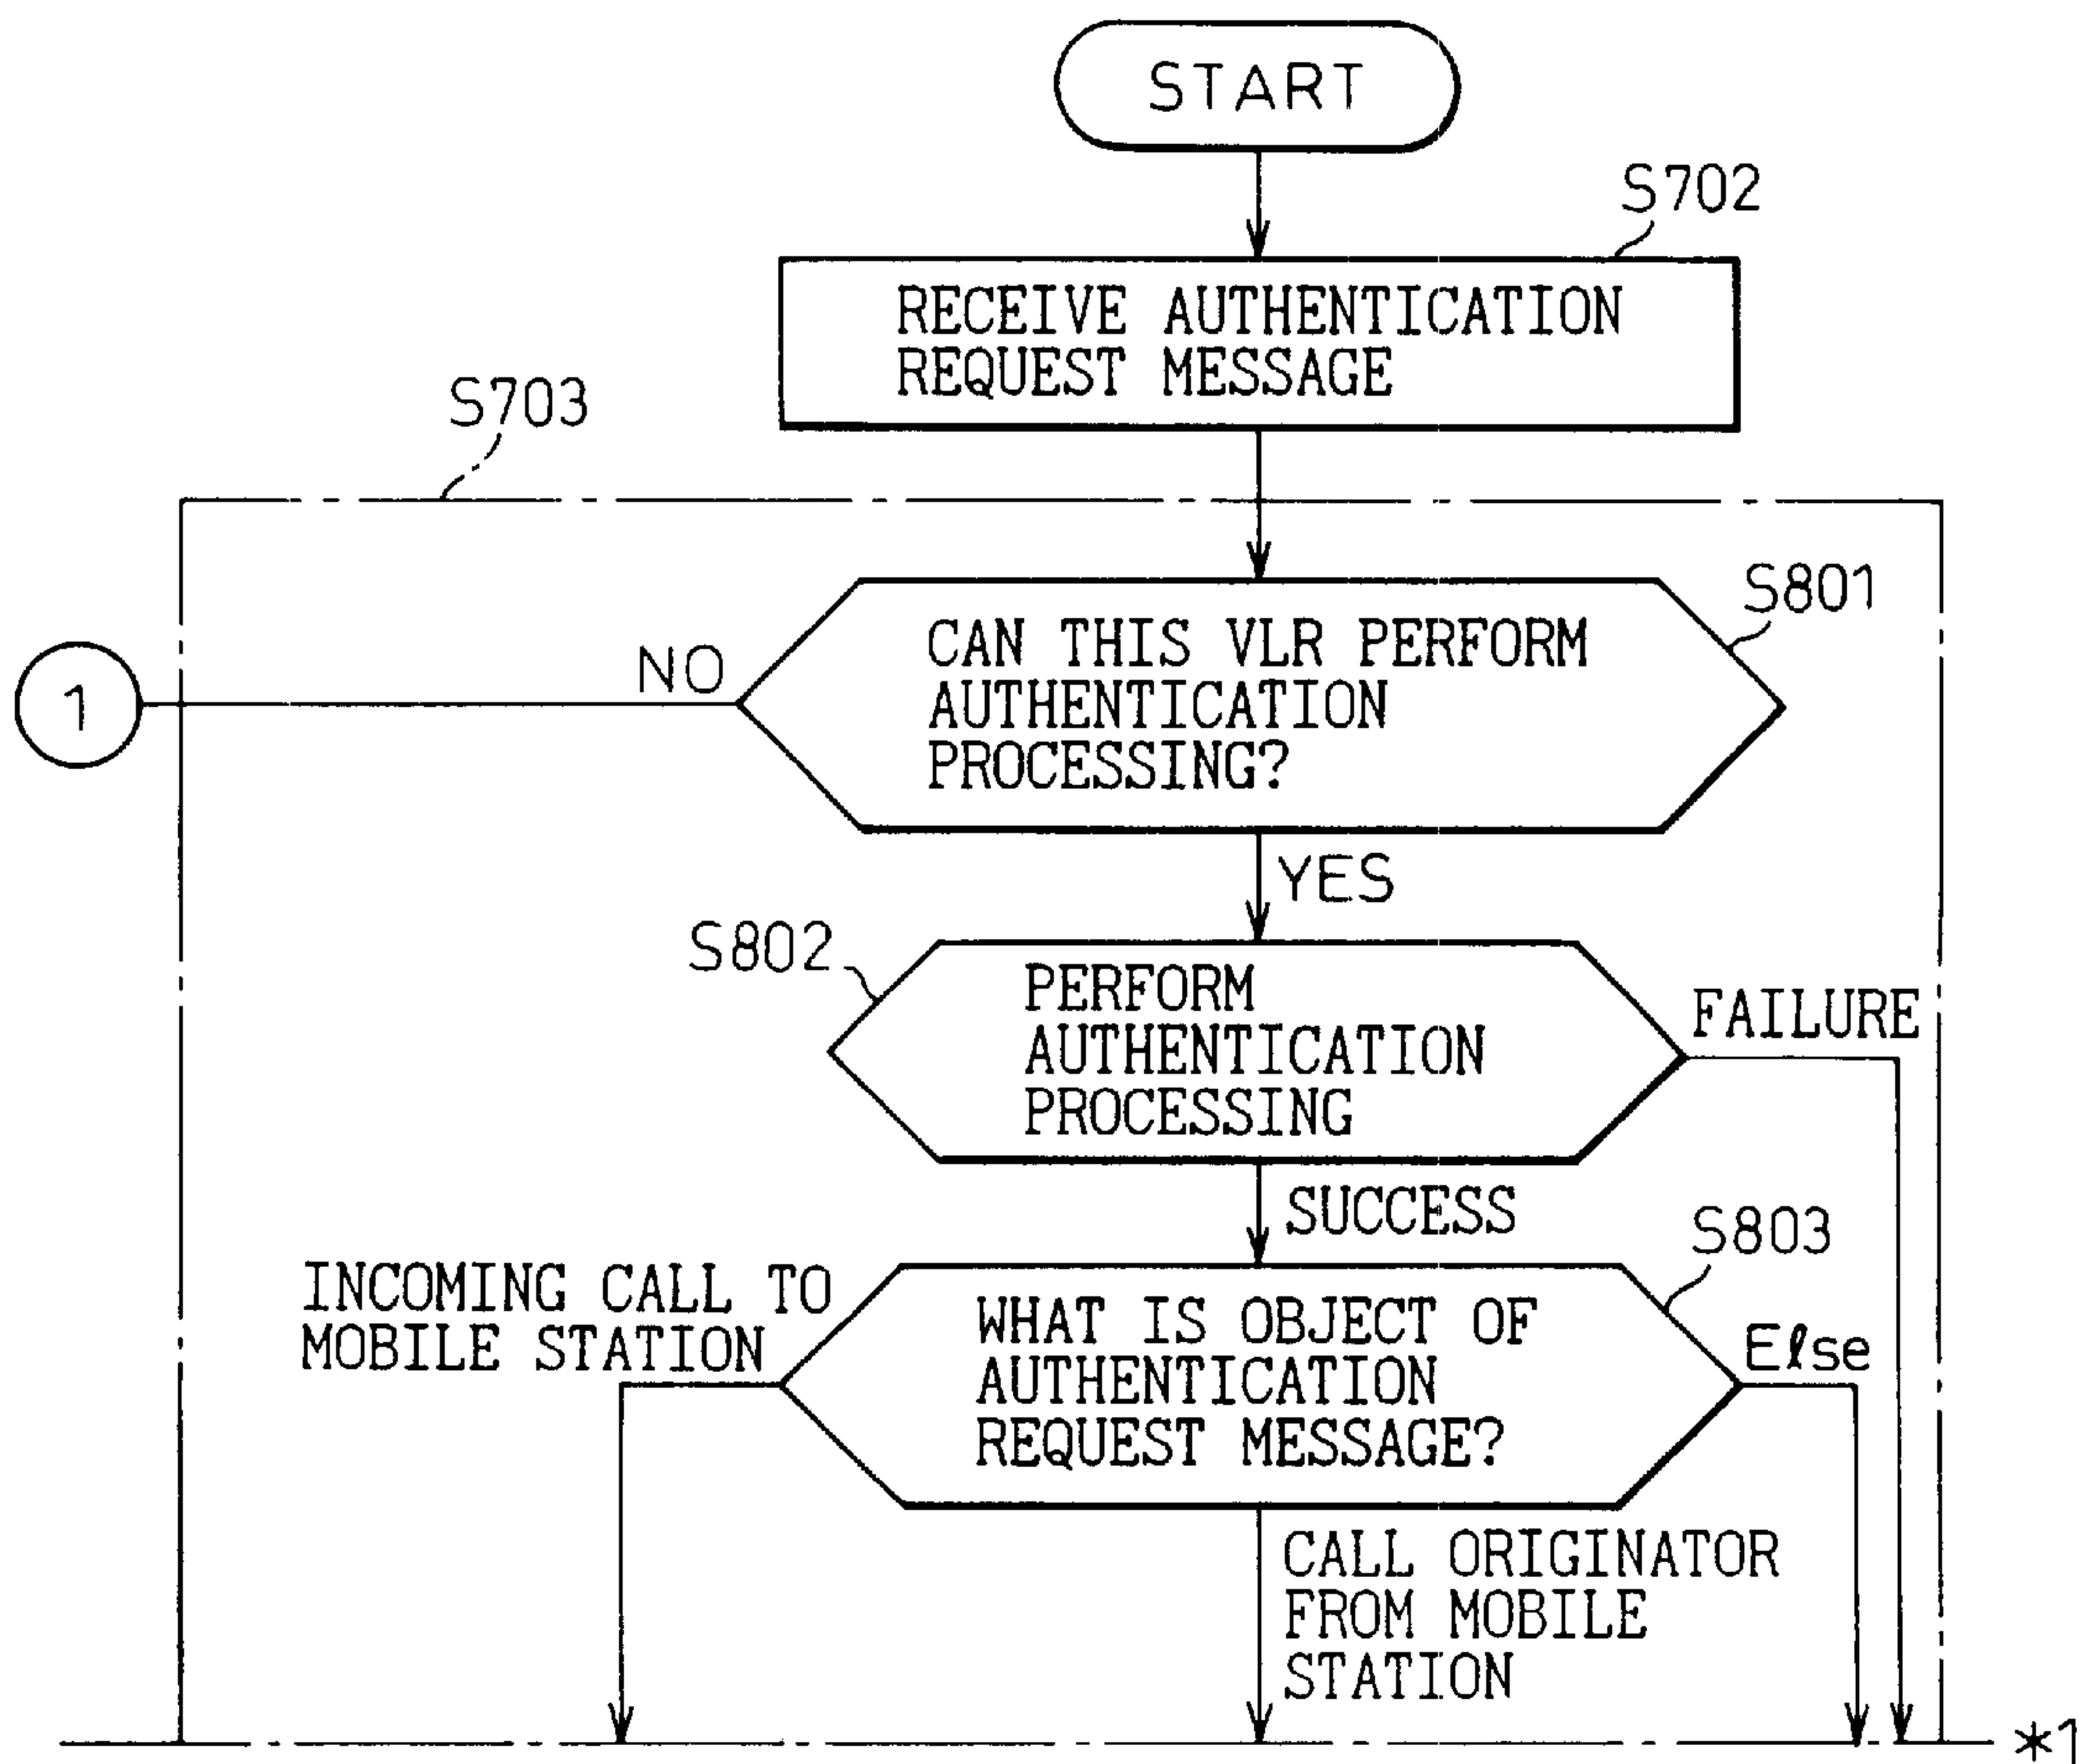 START
S702
RECEIVE AUTHENTICATION
REQUEST MESSAGE
S703
S801
CAN THIS VLR PERFORM
AUTHENTICATION
PROCESSING?
NO
1
YES
S802
PERFORM
AUTHENTICATION
PROCESSING
FAILURE
SUCCESS
S803
INCOMING CALL TO
MOBILE STATION
WHAT IS OBJECT OF
AUTHENTICATION
REQUEST MESSAGE?
Else
CALL ORIGINATOR
FROM MOBILE
STATION
*1